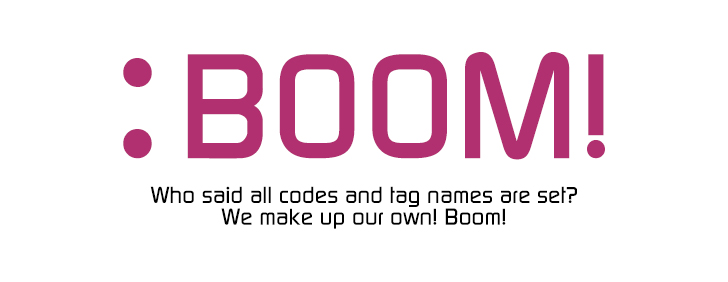 :BOOM!
Who said all codes and tag names are set?
We make up our own! Boom!